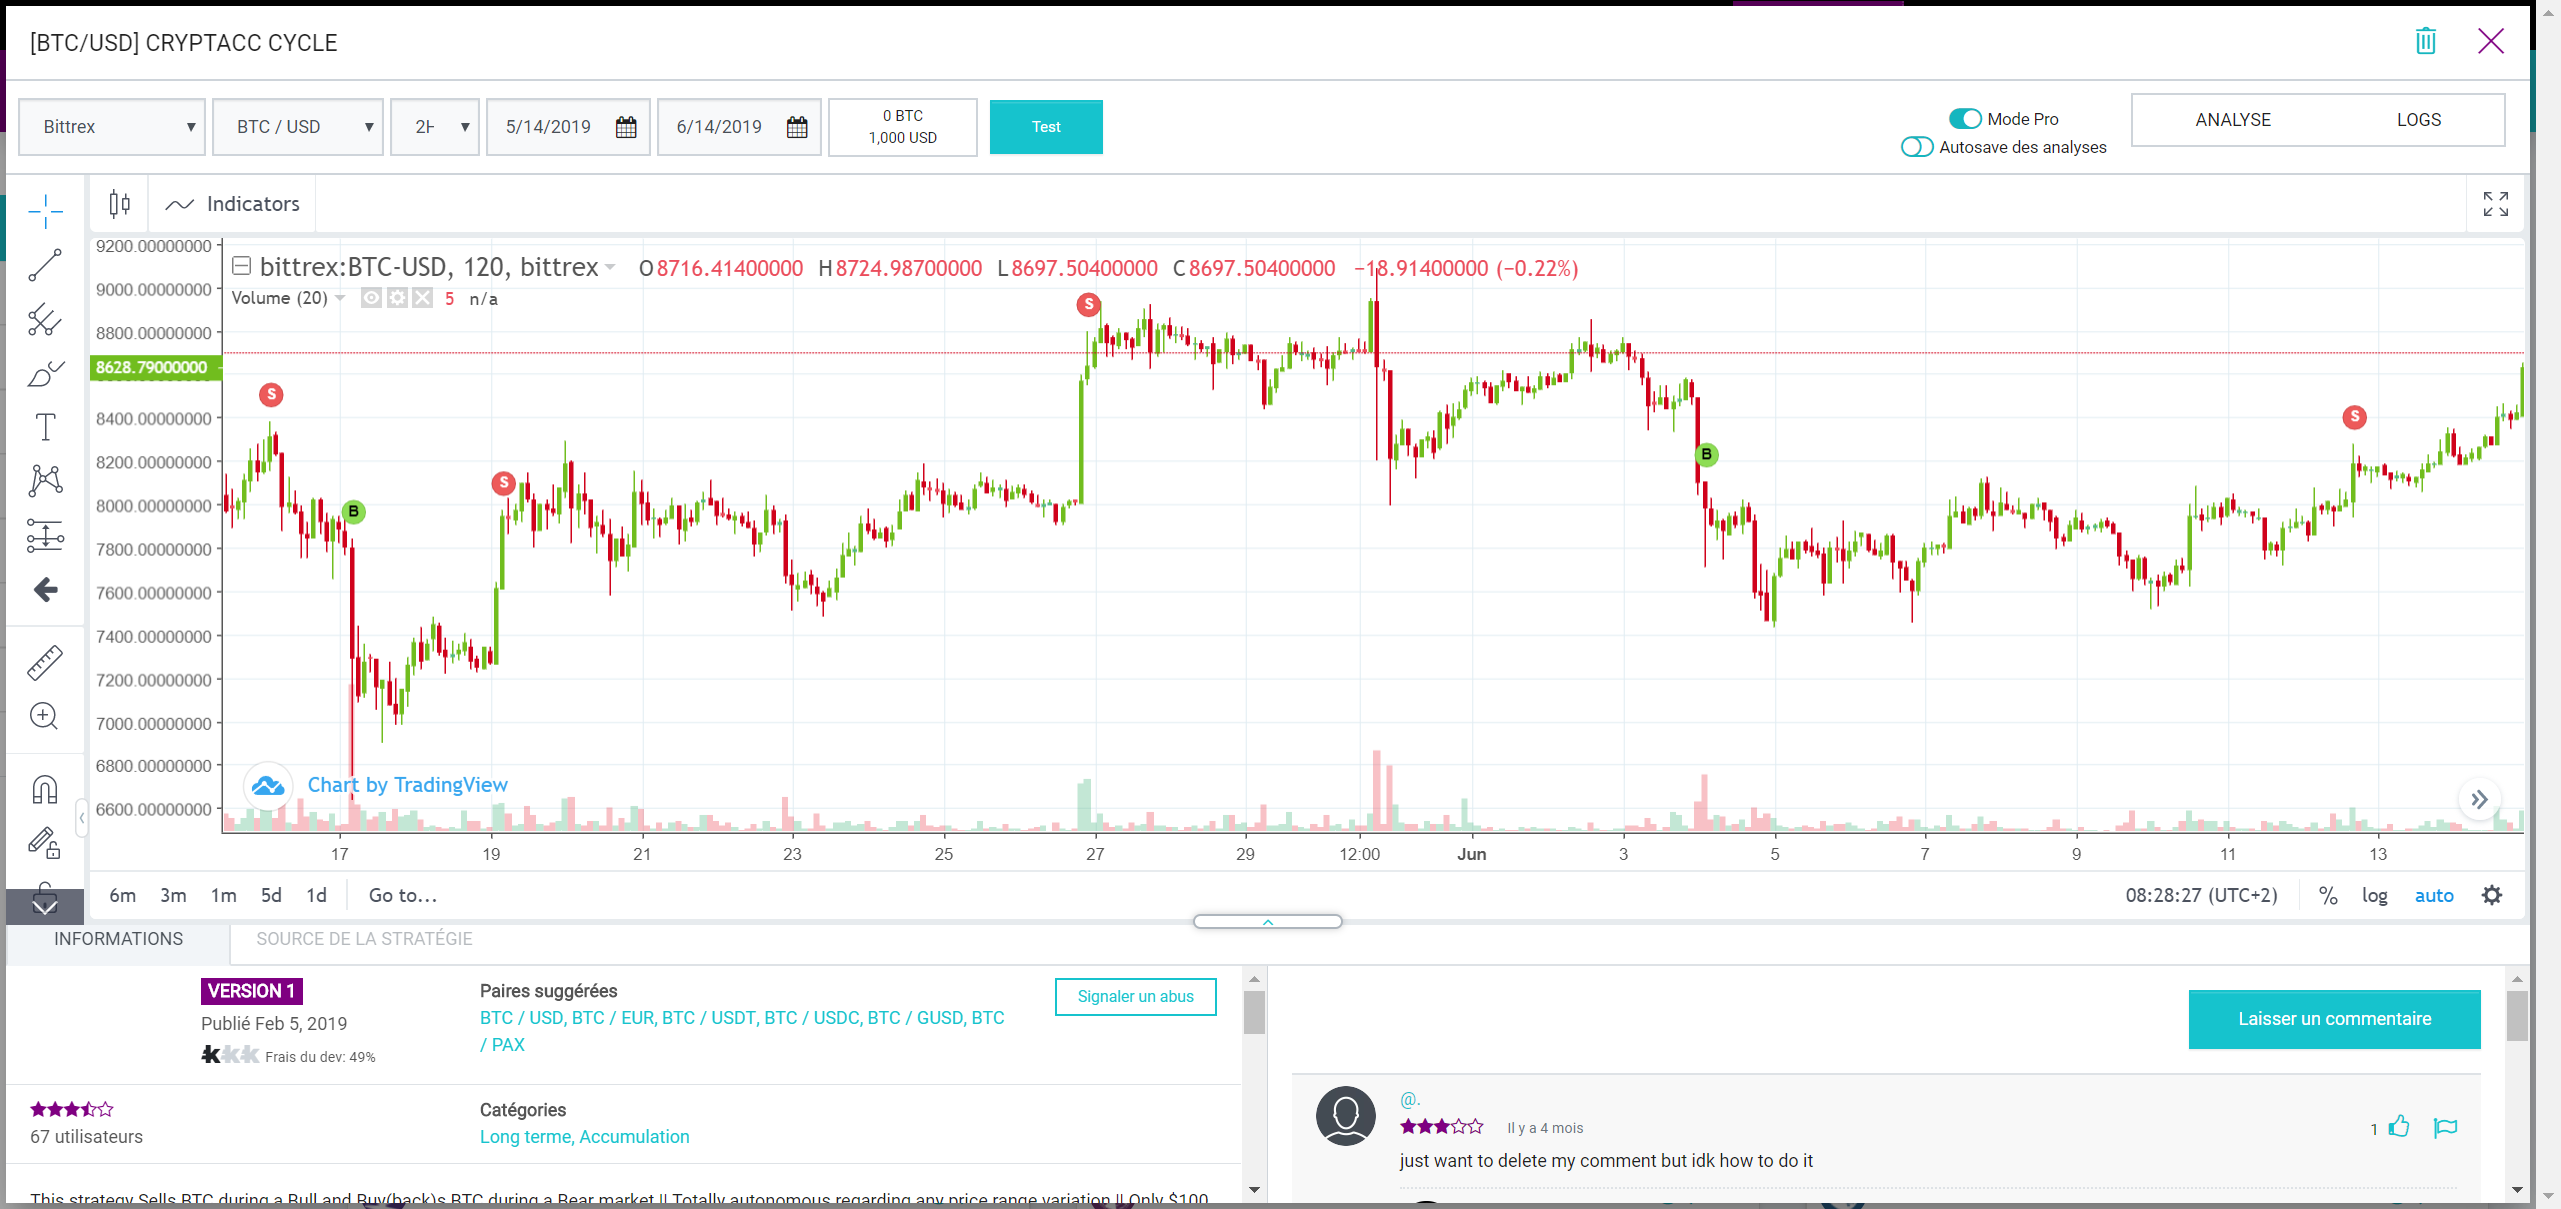 [BTC/USD] CRYPTACC CYCLE
Bittrex
BTC / USD
2H
5/14/2019
6/14/2019
0 BTC
1,000 USD
Test
Mode Pro
Autosave des analyses
ANALYSE
LOGS
Indicators
bittrex:BTC-USD, 120, bittrex O8716.41400000 H8724.98700000 L8697.50400000 C8697.50400000 −18.91400000 (−0.22%)
Volume (20) 5 n/a
9200.00000000
9000.00000000
8800.00000000
8628.79000000
8400.00000000
8200.00000000
8000.00000000
7800.00000000
7600.00000000
7400.00000000
7200.00000000
7000.00000000
6800.00000000
6600.00000000
S
B
S
S
B
S
Chart by TradingView
17 19 21 23 25 27 29 12:00 Jun 3 5 7 9 11 13
6m 3m 1m 5d 1d Go to...
08:28:27 (UTC+2) % log auto
INFORMATIONS
SOURCE DE LA STRATÉGIE
VERSION 1
Publié Feb 5, 2019
Frais du dev: 49%
Paires suggérées
BTC / USD, BTC / EUR, BTC / USDT, BTC / USDC, BTC / GUSD, BTC
/ PAX
Signaler un abus
67 utilisateurs
Catégories
Long terme, Accumulation
This strategy Sells BTC during a Bull and Buy(back)s BTC during a Bear market !! Totally autonomous regarding any price range variation !! Only $100
Laisser un commentaire
@.
Il y a 4 mois
1
just want to delete my comment but idk how to do it